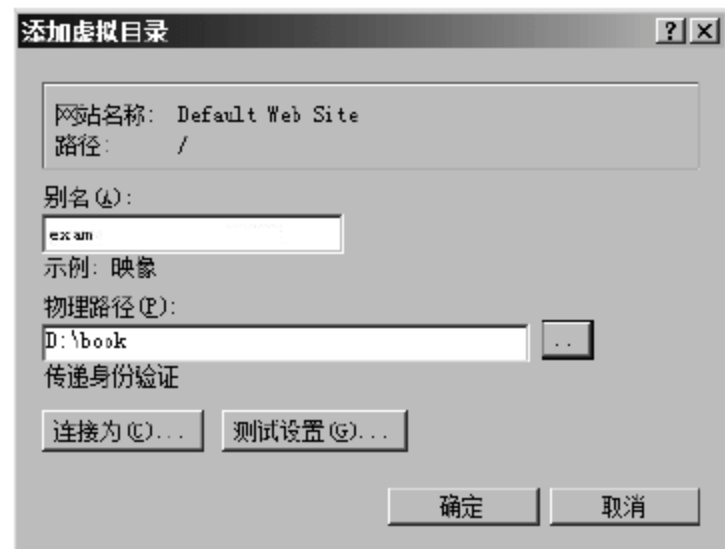 添加虚拟目录
网站名称: Default Web Site
路径: /
别名(A):
exam
示例: 映像
物理路径(P):
D:\book
..
传递身份验证
连接为(C)... 测试设置(G)...
确定 取消